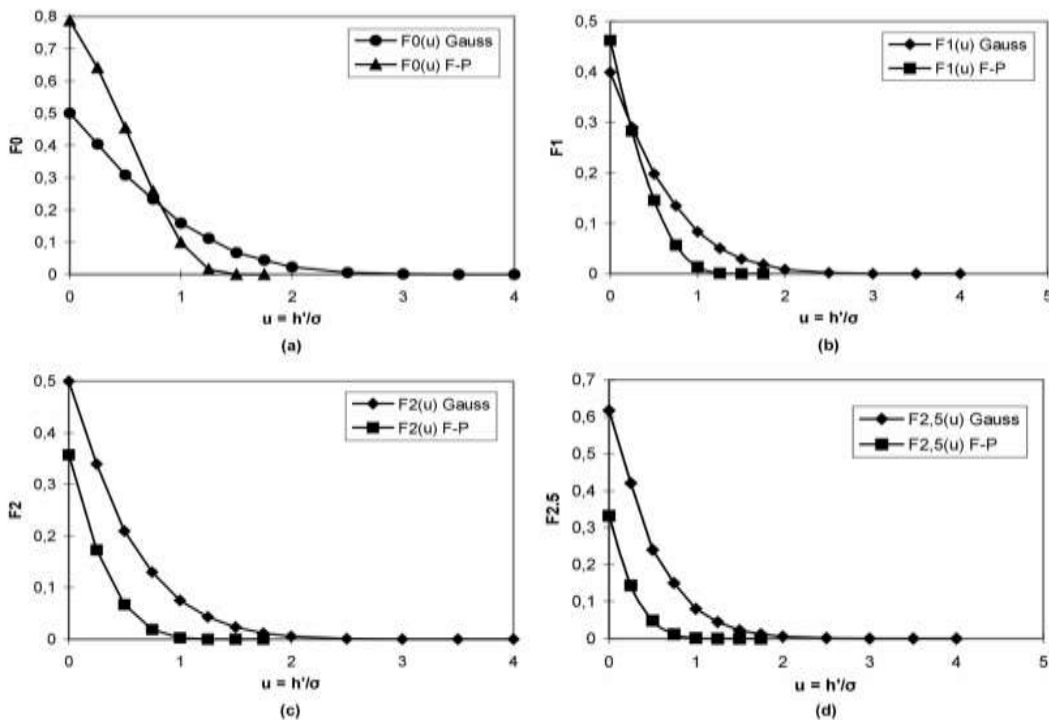 0,8
0,7
0,6
0,5
0,4
0,3
0,2
0,1
0
F0
F0(u) Gauss
F0(u) F-P
0 1 2 3 4
u = h'/σ
(a)
0,5
0,4
0,3
0,2
0,1
0
F1
F1(u) Gauss
F1(u) F-P
0 1 2 3 4 5
u = h'/σ
(b)
0,5
0,4
0,3
0,2
0,1
0
F2
F2(u) Gauss
F2(u) F-P
0 1 2 3 4
u = h'/σ
(c)
0,7
0,6
0,5
0,4
0,3
0,2
0,1
0
F2.5
F2,5(u) Gauss
F2,5(u) F-P
0 1 2 3 4 5
u = h'/σ
(d)